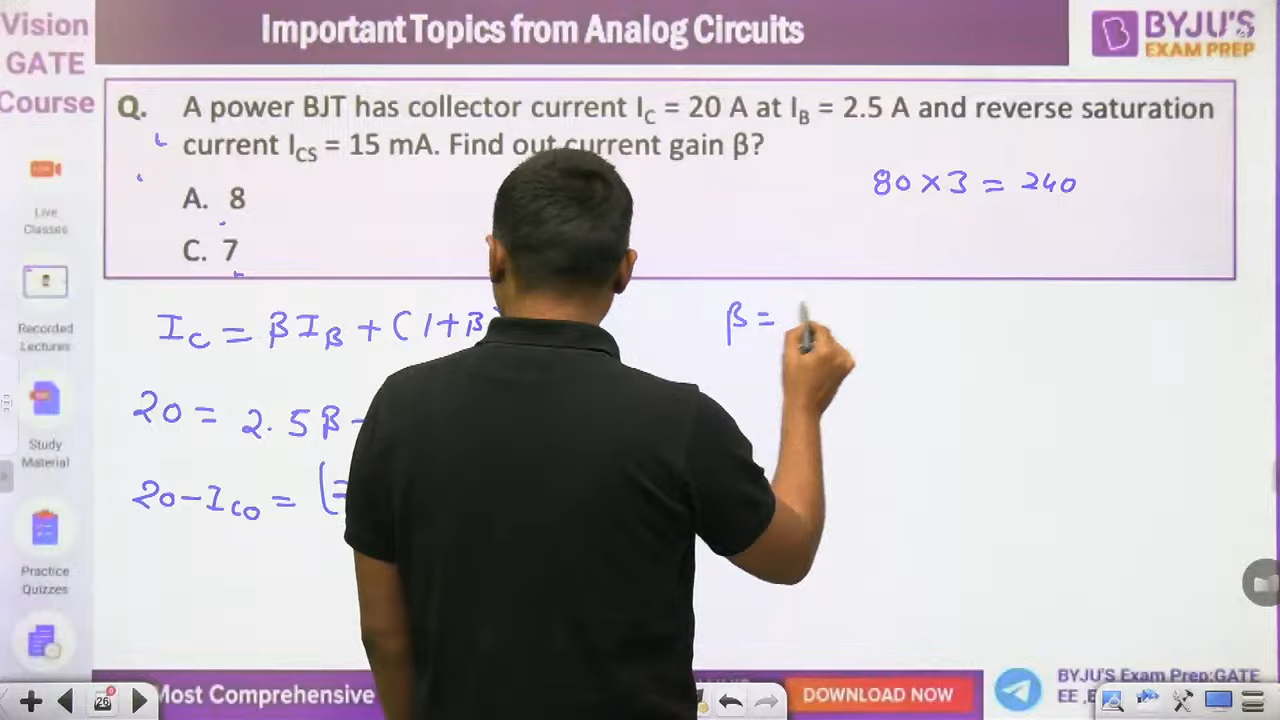 Vision
GATE
Course
Important Topics from Analog Circuits
BYJU'S
EXAM PREP
Q. A power BJT has collector current I_C = 20 A at I_B = 2.5 A and reverse saturation
current I_CS = 15 mA. Find out current gain β?
80 × 3 = 240
A. 8
C. 7
I_C = β I_B + (1+β
β =
20 = 2.5 β
20 - I_CO = (
Live
Classes
Recorded
Lectures
Study
Material
Practice
Quizzes
26
Most Comprehensive
DOWNLOAD NOW
BYJU'S Exam Prep:GATE
EE